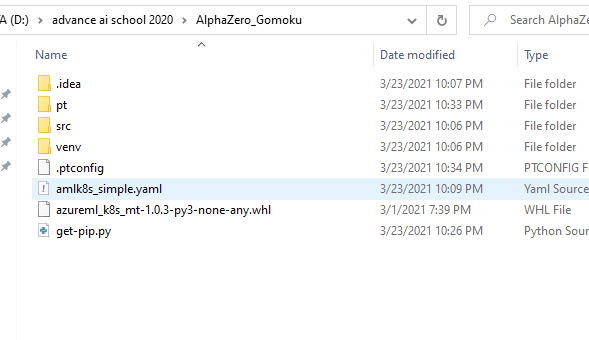 A (D:) > advance ai school 2020 > AlphaZero_Gomoku Search AlphaZe
Name Date modified Type
.idea 3/23/2021 10:07 PM File folder
pt 3/23/2021 10:33 PM File folder
src 3/23/2021 10:06 PM File folder
venv 3/23/2021 10:06 PM File folder
.ptconfig 3/23/2021 10:34 PM PTCONFIG F
amlk8s_simple.yaml 3/23/2021 10:09 PM Yaml Source
azureml_k8s_mt-1.0.3-py3-none-any.whl 3/1/2021 7:39 PM WHL File
get-pip.py 3/23/2021 10:26 PM Python Sour